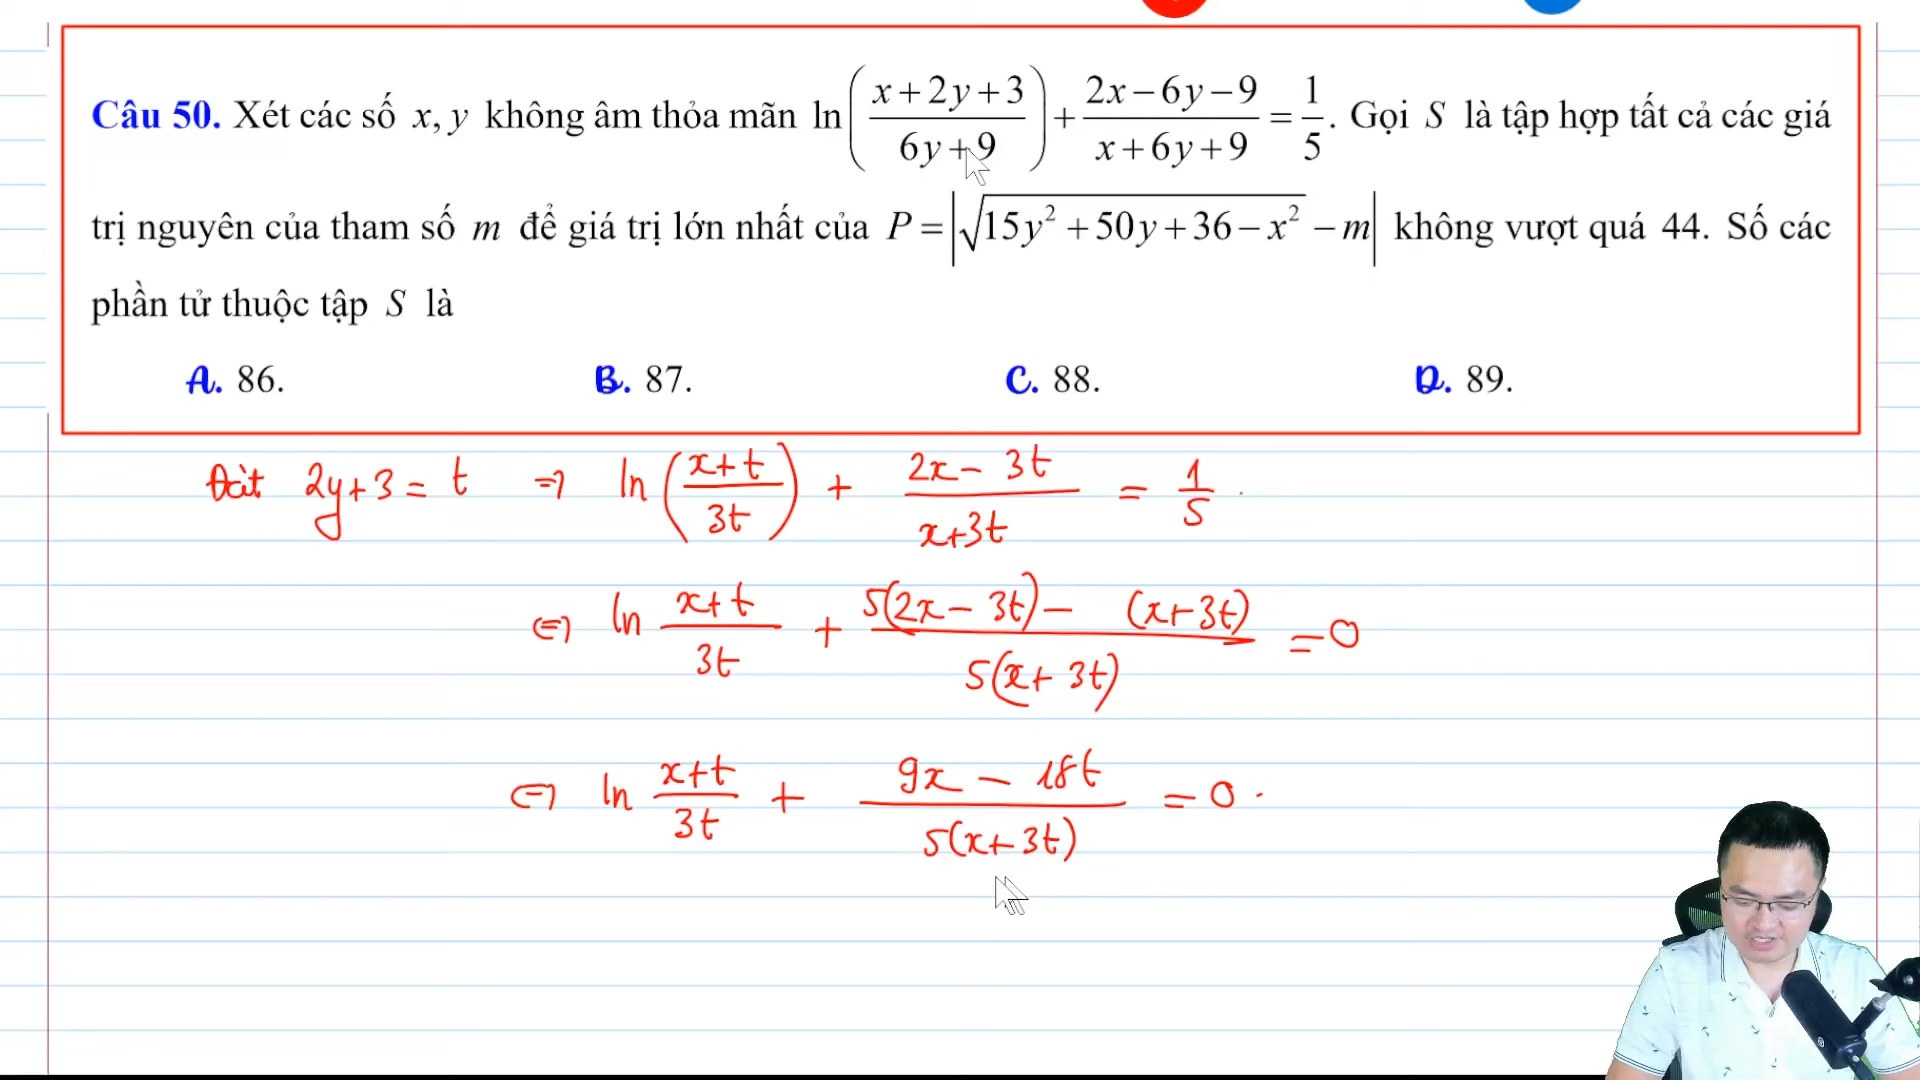 Câu 50. Xét các số x, y không âm thỏa mãn ln((x+2y+3)/(6y+9)) + (2x−6y−9)/(x+6y+9) = 1/5. Gọi S là tập hợp tất cả các giá
trị nguyên của tham số m để giá trị lớn nhất của P = |√(15y² + 50y + 36 − x²) − m| không vượt quá 44. Số các
phần tử thuộc tập S là
A. 86. B. 87. C. 88. D. 89.
Đặt 2y+3 = t ⇒ ln((x+t)/(3t)) + (2x − 3t)/(x+3t) = 1/5.
⇔ ln (x+t)/(3t) + (5(2x − 3t) − (x+3t))/(5(x+3t)) = 0
⇔ ln (x+t)/(3t) + (9x − 18t)/(5(x+3t)) = 0.